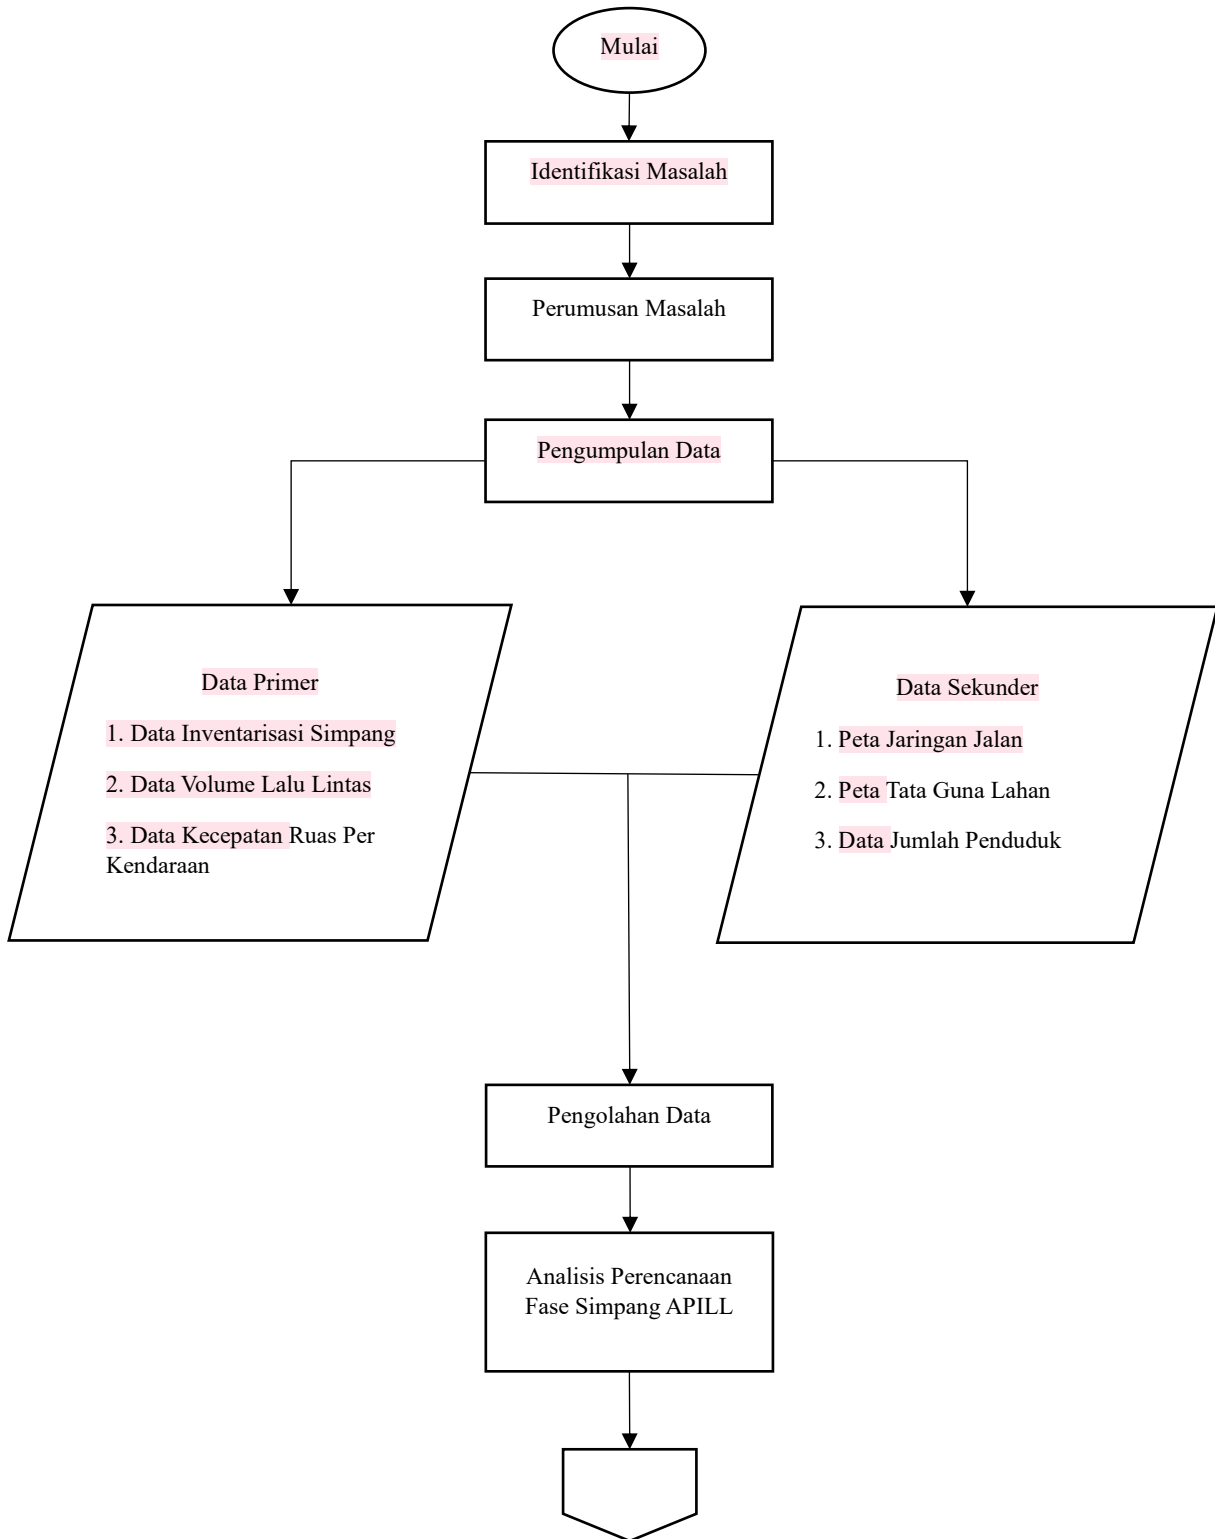 Mulai
Identifikasi Masalah
Perumusan Masalah
Pengumpulan Data
Data Primer
1. Data Inventarisasi Simpang
2. Data Volume Lalu Lintas
3. Data Kecepatan Ruas Per
Kendaraan
Data Sekunder
1. Peta Jaringan Jalan
2. Peta Tata Guna Lahan
3. Data Jumlah Penduduk
Pengolahan Data
Analisis Perencanaan
Fase Simpang APILL